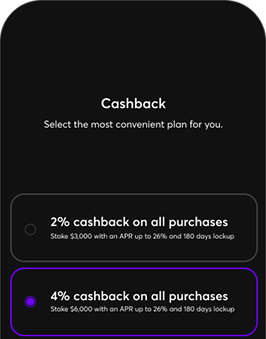 Cashback
Select the most convenient plan for you.
2% cashback on all purchases
Stake $3,000 with an APR up to 26% and 180 days lockup
4% cashback on all purchases
Stake $6,000 with an APR up to 26% and 180 days lockup